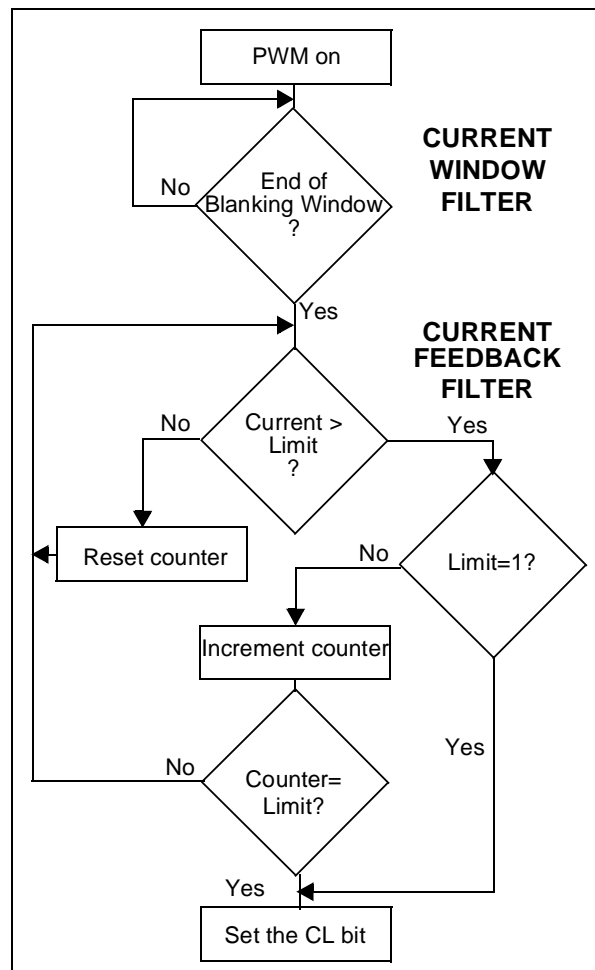 PWM on
CURRENT
WINDOW
FILTER
No
End of
Blanking Window
?
Yes
CURRENT
FEEDBACK
FILTER
No
Current >
Limit
?
Yes
Reset counter
No
Limit=1?
Increment counter
Yes
No
Counter=
Limit?
Yes
Set the CL bit